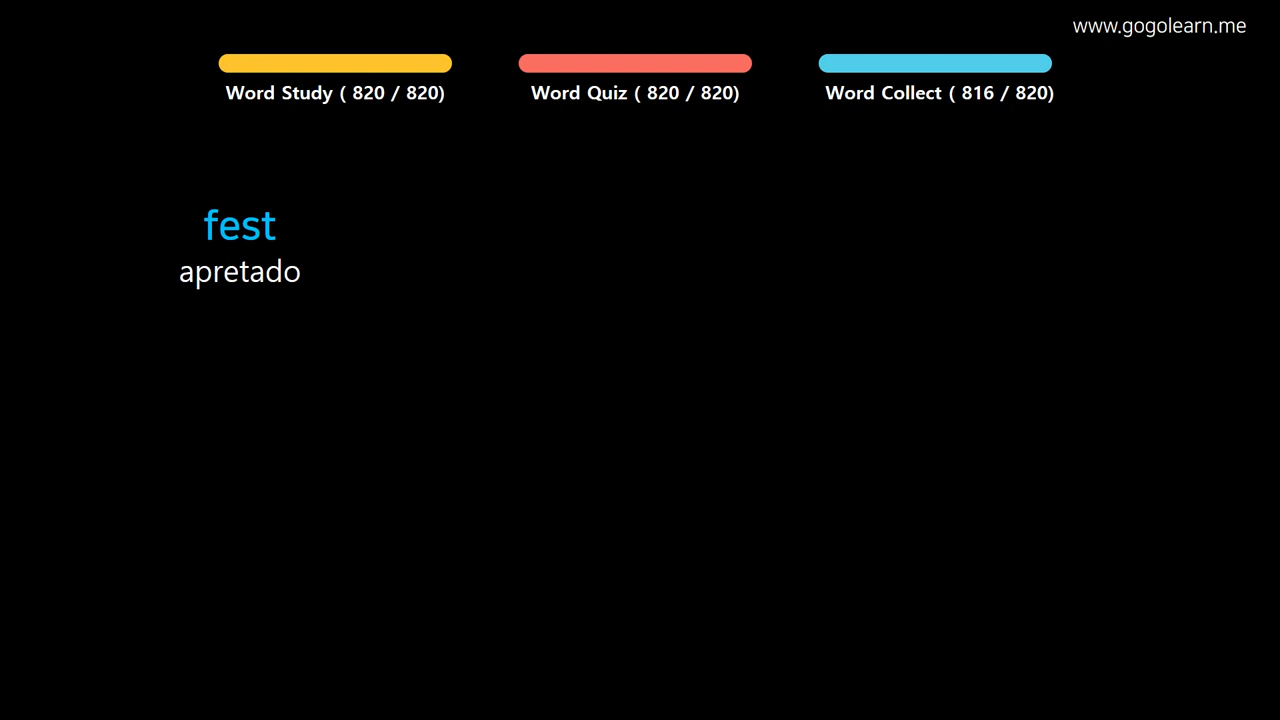 www.gogolearn.me
Word Study ( 820 / 820)
Word Quiz ( 820 / 820)
Word Collect ( 816 / 820)
fest
apretado